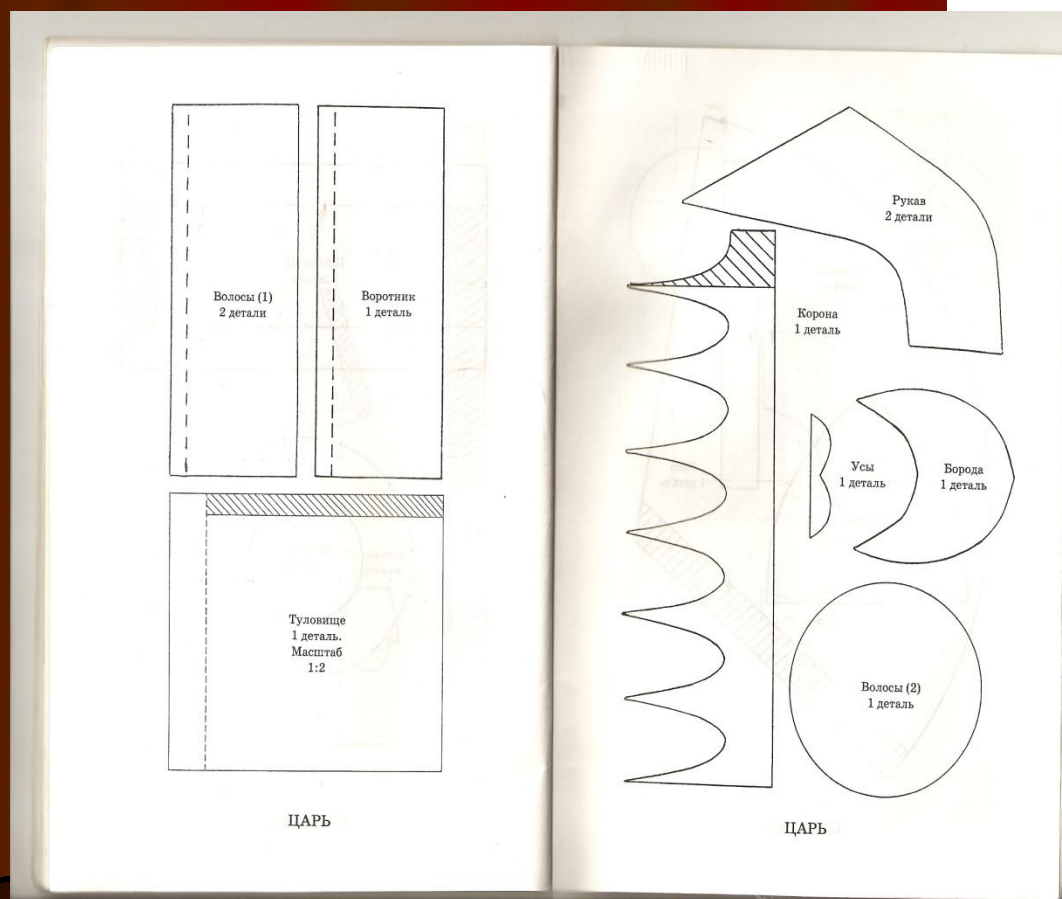 Волосы (1)
2 детали
Воротник
1 деталь
Туловище
1 деталь.
Масштаб
1:2
ЦАРЬ
Рукав
2 детали
Корона
1 деталь
Усы
1 деталь
Борода
1 деталь
Волосы (2)
1 деталь
ЦАРЬ